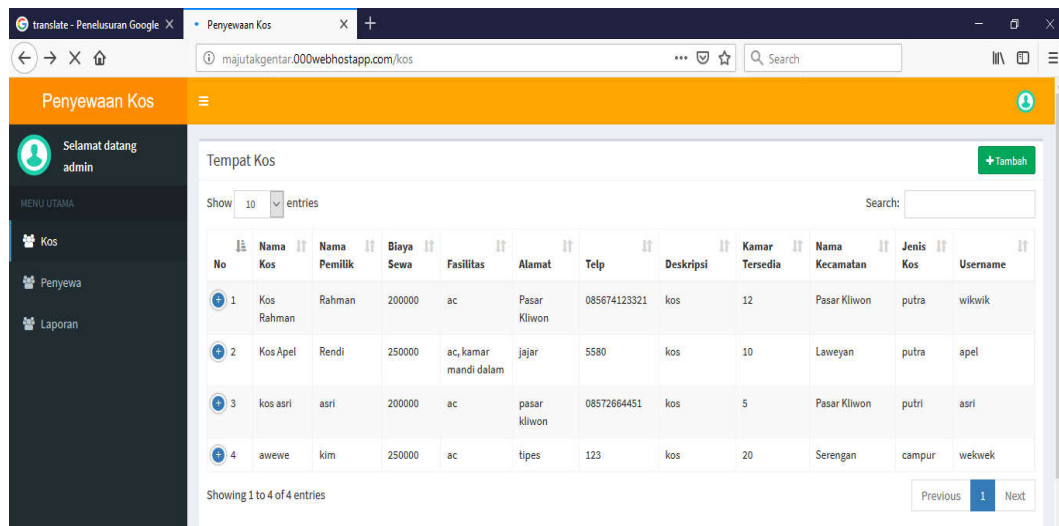 translate - Penelusuran Google
Penyewaan Kos
majutakgentar.000webhostapp.com/kos
Search
Penyewaan Kos
Selamat datang
admin
MENU UTAMA
Kos
Penyewa
Laporan
Tempat Kos
+Tambah
Show 10 entries
Search:
No Nama Kos Nama Pemilik Biaya Sewa Fasilitas Alamat Telp Deskripsi Kamar Tersedia Nama Kecamatan Jenis Kos Username
1 Kos Rahman Rahman 200000 ac Pasar Kliwon 085674123321 kos 12 Pasar Kliwon putra wikwik
2 Kos Apel Rendi 250000 ac, kamar mandi dalam jajar 5580 kos 10 Laweyan putra apel
3 kos asri asri 200000 ac pasar kliwon 08572664451 kos 5 Pasar Kliwon putri asri
4 awewe kim 250000 ac tipes 123 kos 20 Serengan campur wekwek
Showing 1 to 4 of 4 entries
Previous 1 Next